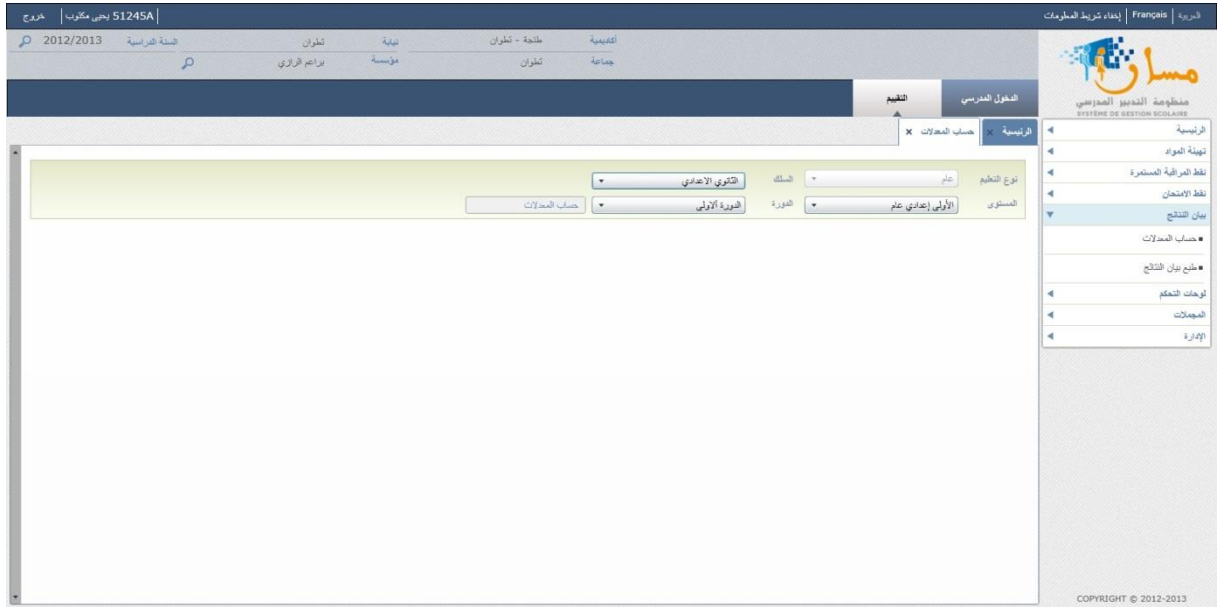 العربية | Français | إخفاء شريط المعلومات
51245A يحيى مكتوب | خروج
أكاديمية طنجة - تطوان نيابة تطوان السنة الدراسية 2012/2013
جماعة تطوان مؤسسة براعم الرازي
مسار
منظومة التدبير المدرسي
SYSTÈME DE GESTION SCOLAIRE
الدخول المدرسي التقييم
الرئيسية x حساب المعدلات x
نوع التعليم عام السلك الثانوي الاعدادي
المستوى الأولى إعدادي عام الدورة الدورة الأولى حساب المعدلات
الرئيسية
تهيئة المواد
نقط المراقبة المستمرة
نقط الامتحان
بيان النتائج
حساب المعدلات
طبع بيان النتائج
لوحات التحكم
المجملات
الإدارة
COPYRIGHT © 2012-2013